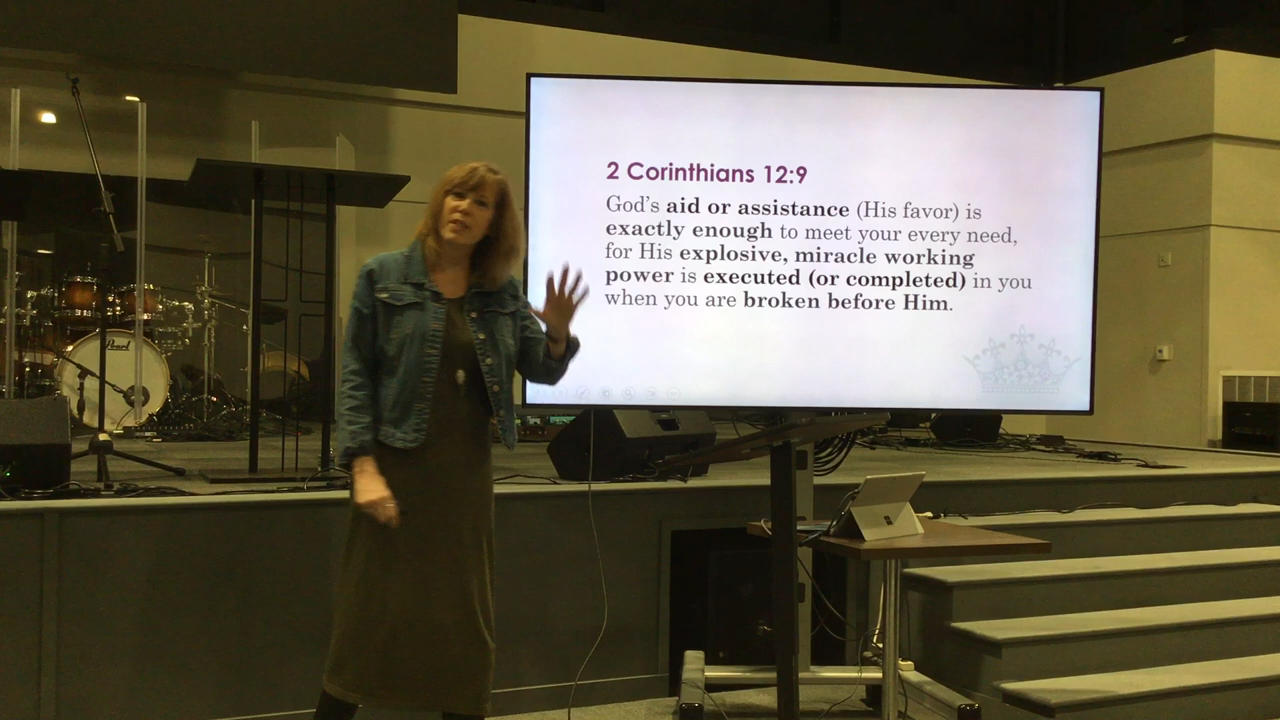 2 Corinthians 12:9
God's aid or assistance (His favor) is
exactly enough to meet your every need,
for His explosive, miracle working
power is executed (or completed) in you
when you are broken before Him.
Pearl